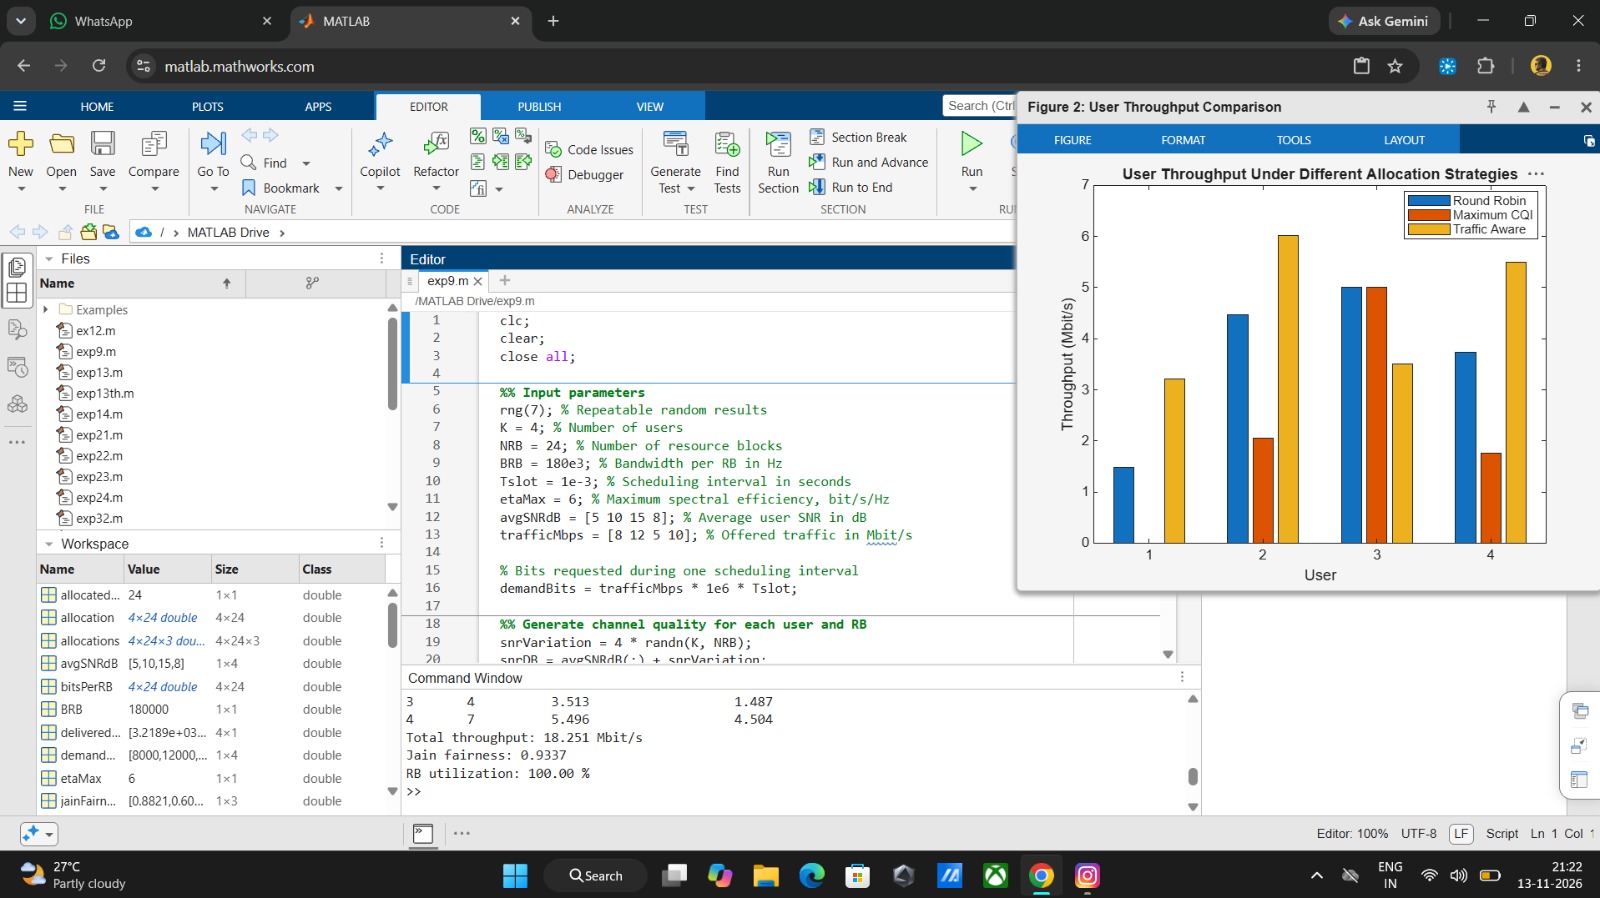 WhatsApp
MATLAB
Ask Gemini
matlab.mathworks.com
HOME PLOTS APPS EDITOR PUBLISH VIEW
Search (Ctrl
New Open Save Compare
FILE
Go To Find Bookmark
NAVIGATE
Copilot Refactor
CODE
Code Issues
Debugger
ANALYZE
Generate Test Find Tests
TEST
Run Section
Section Break
Run and Advance
Run to End
SECTION
Run
/ › MATLAB Drive ›
Files
Name
Examples
ex12.m
exp9.m
exp13.m
exp13th.m
exp14.m
exp21.m
exp22.m
exp23.m
exp24.m
exp32.m
Workspace
Name Value Size Class
allocated... 24 1×1 double
allocation 4×24 double 4×24 double
allocations 4×24×3 dou... 4×24×3 double
avgSNRdB [5,10,15,8] 1×4 double
bitsPerRB 4×24 double 4×24 double
BRB 180000 1×1 double
delivered... [3.2189e+03... 4×1 double
demand... [8000,12000,... 1×4 double
etaMax 6 1×1 double
jainFairn... [0.8821,0.60... 1×3 double
Editor
exp9.m
/MATLAB Drive/exp9.m
1 clc;
2 clear;
3 close all;
4
5 %% Input parameters
6 rng(7); % Repeatable random results
7 K = 4; % Number of users
8 NRB = 24; % Number of resource blocks
9 BRB = 180e3; % Bandwidth per RB in Hz
10 Tslot = 1e-3; % Scheduling interval in seconds
11 etaMax = 6; % Maximum spectral efficiency, bit/s/Hz
12 avgSNRdB = [5 10 15 8]; % Average user SNR in dB
13 trafficMbps = [8 12 5 10]; % Offered traffic in Mbit/s
14
15 % Bits requested during one scheduling interval
16 demandBits = trafficMbps * 1e6 * Tslot;
17
18 %% Generate channel quality for each user and RB
19 snrVariation = 4 * randn(K, NRB);
20 snrDB = avgSNRdB(:) + snrVariation;
Command Window
3 4 3.513 1.487
4 7 5.496 4.504
Total throughput: 18.251 Mbit/s
Jain fairness: 0.9337
RB utilization: 100.00 %
>>
Figure 2: User Throughput Comparison
FIGURE FORMAT TOOLS LAYOUT
User Throughput Under Different Allocation Strategies
Round Robin
Maximum CQI
Traffic Aware
Throughput (Mbit/s)
7
6
5
4
3
2
1
0
1 2 3 4
User
Editor: 100% UTF-8 LF Script Ln 1 Col 1
27°C
Partly cloudy
Search
ENG
IN
21:22
13-11-2026